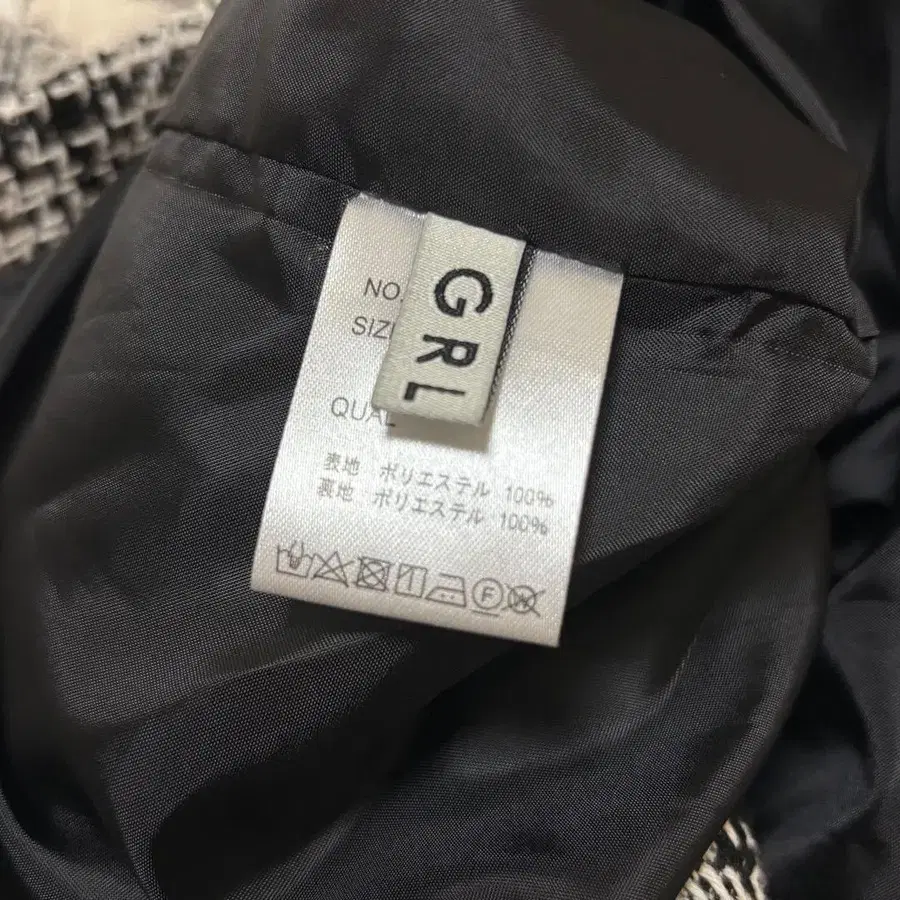 GRL
NO.
SIZE
QUAL
表地 ポリエステル 100%
裏地 ポリエステル 100%
F W